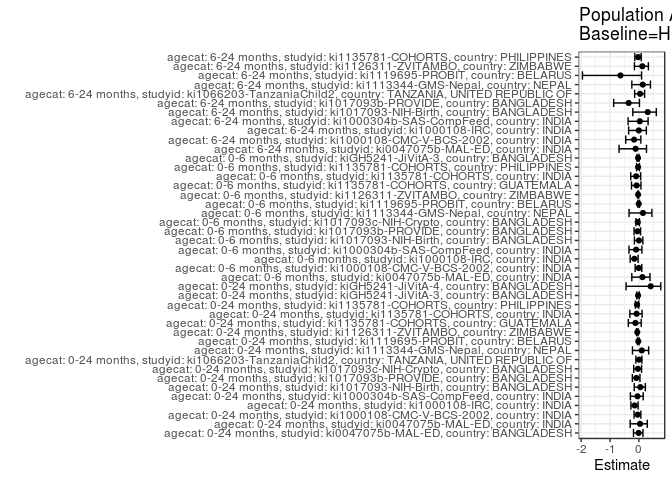 Population A
Baseline=H
agecat: 6-24 months, studyid: ki1135781-COHORTS, country: PHILIPPINES
agecat: 6-24 months, studyid: ki1126311-ZVITAMBO, country: ZIMBABWE
agecat: 6-24 months, studyid: ki1119695-PROBIT, country: BELARUS
agecat: 6-24 months, studyid: ki1113344-GMS-Nepal, country: NEPAL
agecat: 6-24 months, studyid: ki1066203-TanzaniaChild2, country: TANZANIA, UNITED REPUBLIC OF
agecat: 6-24 months, studyid: ki1017093b-PROVIDE, country: BANGLADESH
agecat: 6-24 months, studyid: ki1017093-NIH-Birth, country: BANGLADESH
agecat: 6-24 months, studyid: ki1000304b-SAS-CompFeed, country: INDIA
agecat: 6-24 months, studyid: ki1000108-IRC, country: INDIA
agecat: 6-24 months, studyid: ki1000108-CMC-V-BCS-2002, country: INDIA
agecat: 6-24 months, studyid: ki0047075b-MAL-ED, country: INDIA
agecat: 0-6 months, studyid: kiGH5241-JiVitA-3, country: BANGLADESH
agecat: 0-6 months, studyid: ki1135781-COHORTS, country: PHILIPPINES
agecat: 0-6 months, studyid: ki1135781-COHORTS, country: INDIA
agecat: 0-6 months, studyid: ki1135781-COHORTS, country: GUATEMALA
agecat: 0-6 months, studyid: ki1126311-ZVITAMBO, country: ZIMBABWE
agecat: 0-6 months, studyid: ki1119695-PROBIT, country: BELARUS
agecat: 0-6 months, studyid: ki1113344-GMS-Nepal, country: NEPAL
agecat: 0-6 months, studyid: ki1017093c-NIH-Crypto, country: BANGLADESH
agecat: 0-6 months, studyid: ki1017093b-PROVIDE, country: BANGLADESH
agecat: 0-6 months, studyid: ki1017093-NIH-Birth, country: BANGLADESH
agecat: 0-6 months, studyid: ki1000304b-SAS-CompFeed, country: INDIA
agecat: 0-6 months, studyid: ki1000108-IRC, country: INDIA
agecat: 0-6 months, studyid: ki1000108-CMC-V-BCS-2002, country: INDIA
agecat: 0-6 months, studyid: ki0047075b-MAL-ED, country: INDIA
agecat: 0-24 months, studyid: kiGH5241-JiVitA-4, country: BANGLADESH
agecat: 0-24 months, studyid: kiGH5241-JiVitA-3, country: BANGLADESH
agecat: 0-24 months, studyid: ki1135781-COHORTS, country: PHILIPPINES
agecat: 0-24 months, studyid: ki1135781-COHORTS, country: INDIA
agecat: 0-24 months, studyid: ki1135781-COHORTS, country: GUATEMALA
agecat: 0-24 months, studyid: ki1126311-ZVITAMBO, country: ZIMBABWE
agecat: 0-24 months, studyid: ki1119695-PROBIT, country: BELARUS
agecat: 0-24 months, studyid: ki1113344-GMS-Nepal, country: NEPAL
agecat: 0-24 months, studyid: ki1066203-TanzaniaChild2, country: TANZANIA, UNITED REPUBLIC OF
agecat: 0-24 months, studyid: ki1017093c-NIH-Crypto, country: BANGLADESH
agecat: 0-24 months, studyid: ki1017093b-PROVIDE, country: BANGLADESH
agecat: 0-24 months, studyid: ki1017093-NIH-Birth, country: BANGLADESH
agecat: 0-24 months, studyid: ki1000304b-SAS-CompFeed, country: INDIA
agecat: 0-24 months, studyid: ki1000108-IRC, country: INDIA
agecat: 0-24 months, studyid: ki1000108-CMC-V-BCS-2002, country: INDIA
agecat: 0-24 months, studyid: ki0047075b-MAL-ED, country: INDIA
agecat: 0-24 months, studyid: ki0047075b-MAL-ED, country: BANGLADESH
-2 -1 0
Estimate